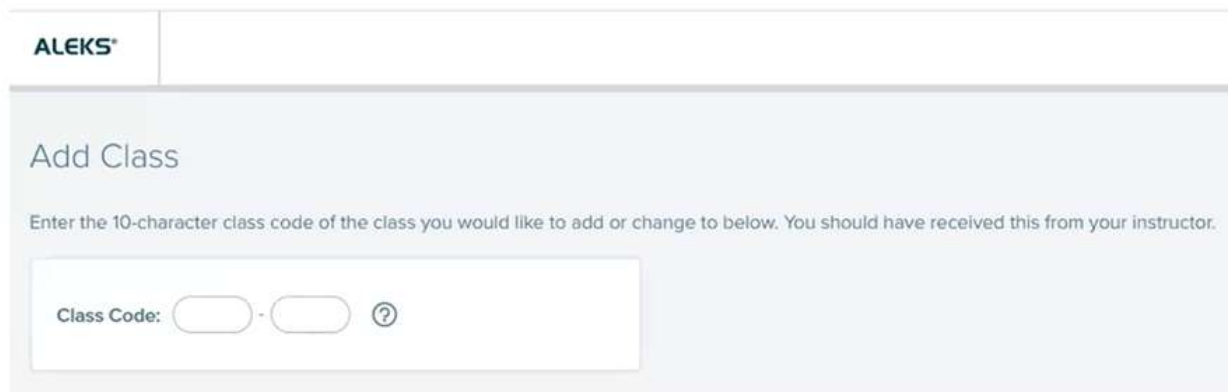 ALEKS®
Add Class
Enter the 10-character class code of the class you would like to add or change to below. You should have received this from your instructor.
Class Code: - ?